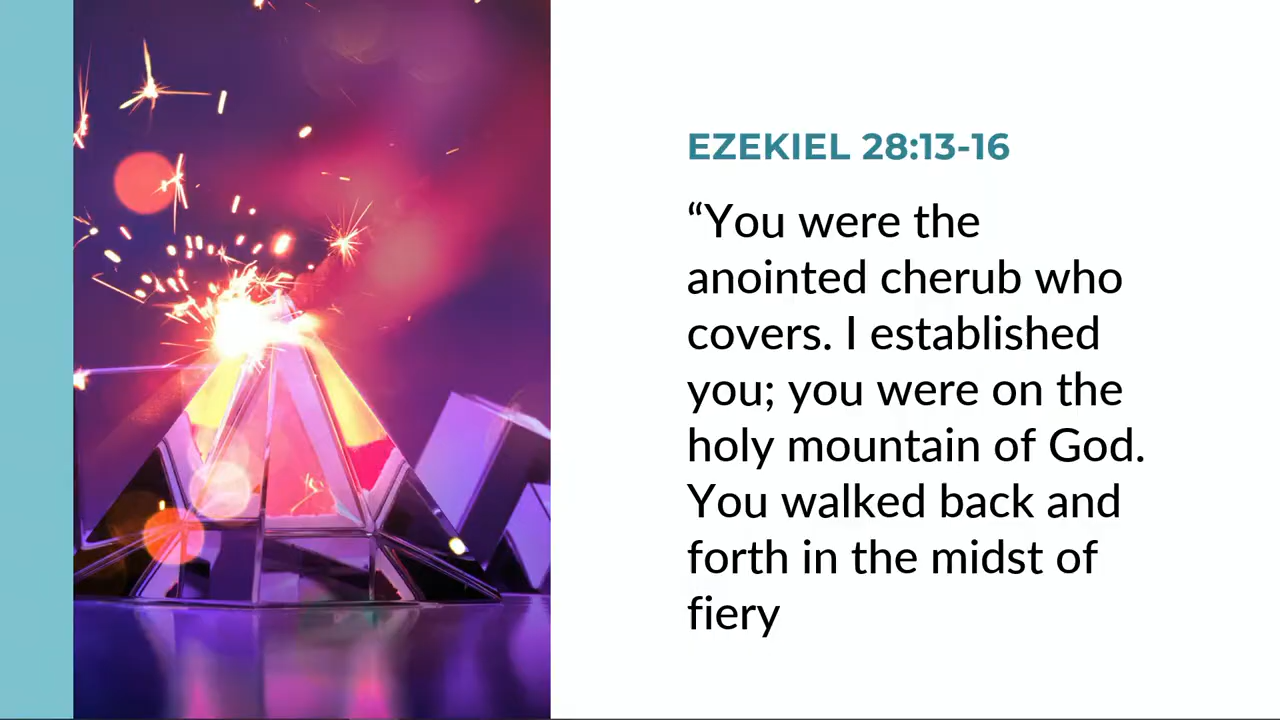 EZEKIEL 28:13-16
“You were the
anointed cherub who
covers. I established
you; you were on the
holy mountain of God.
You walked back and
forth in the midst of
fiery